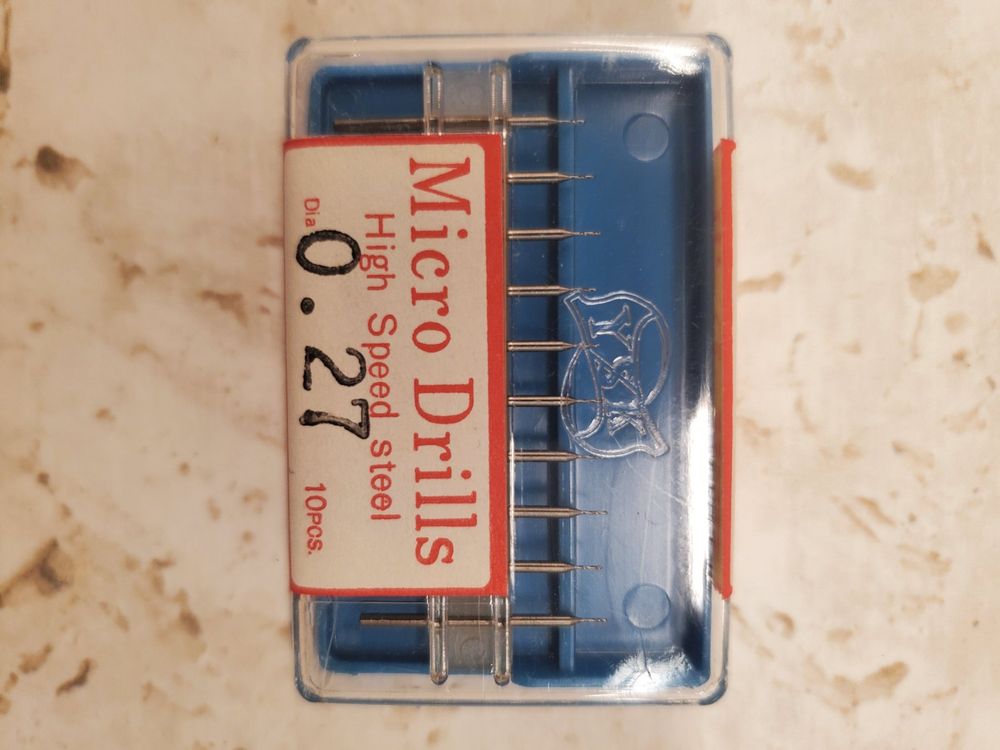 Micro Drills
High Speed steel
Dia 0.27
10PCS.